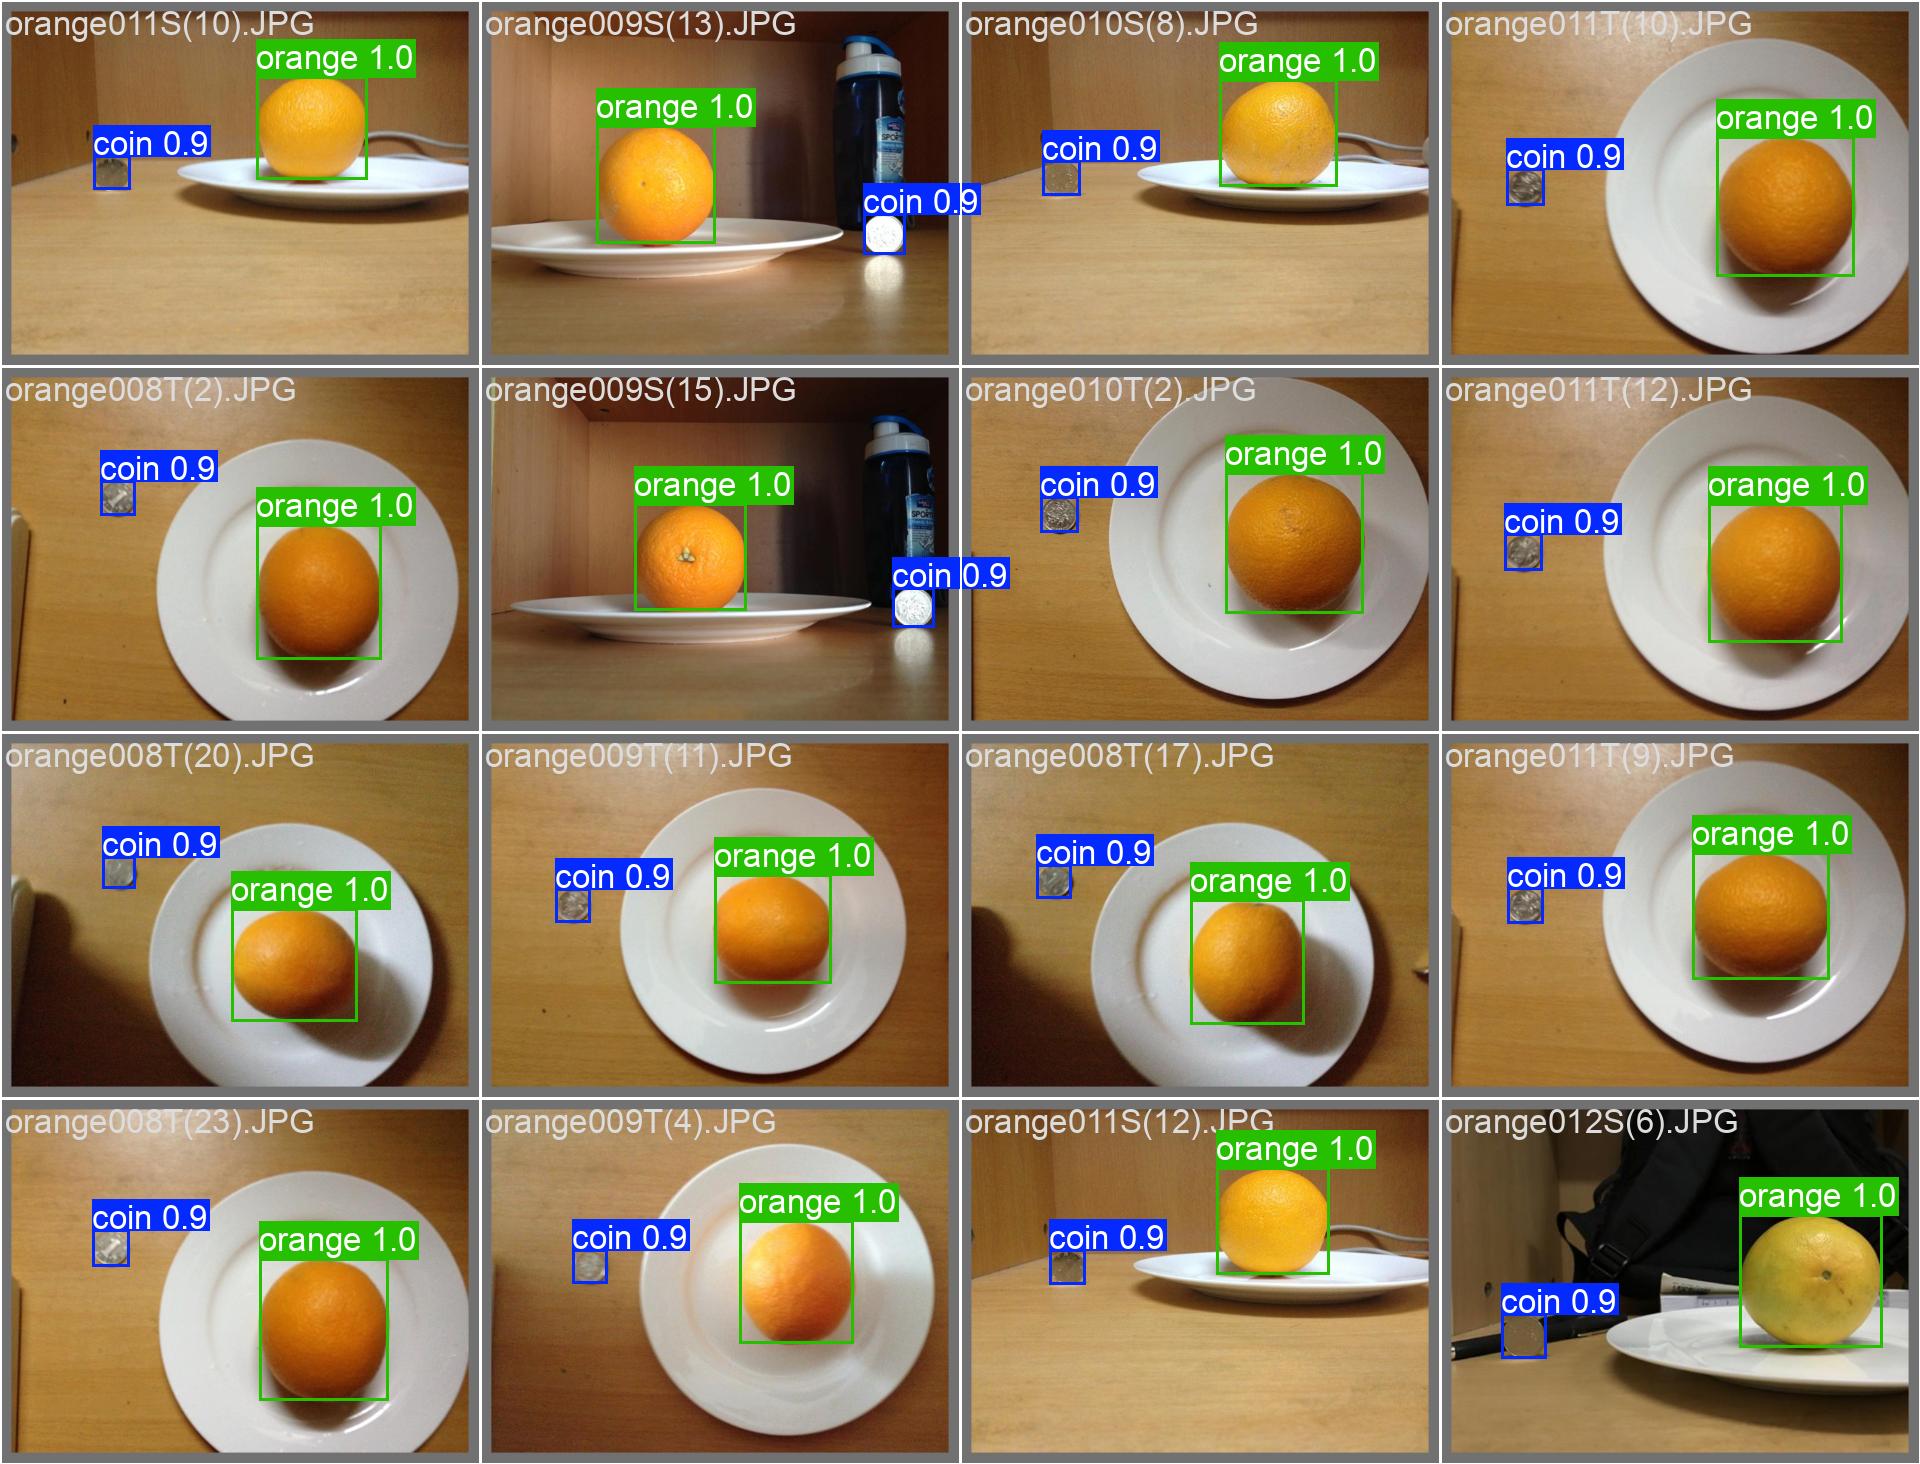 orange011S(10).JPG
orange 1.0
coin 0.9
orange009S(13).JPG
orange 1.0
SPORTS
coin 0.9
orange010S(8).JPG
orange 1.0
coin 0.9
orange011T(10).JPG
orange 1.0
coin 0.9
orange008T(2).JPG
coin 0.9
orange 1.0
orange009S(15).JPG
orange 1.0
SPORT
coin 0.9
orange010T(2).JPG
orange 1.0
coin 0.9
orange011T(12).JPG
orange 1.0
coin 0.9
orange008T(20).JPG
coin 0.9
orange 1.0
orange009T(11).JPG
orange 1.0
coin 0.9
orange008T(17).JPG
coin 0.9
orange 1.0
orange011T(9).JPG
orange 1.0
coin 0.9
orange008T(23).JPG
coin 0.9
orange 1.0
orange009T(4).JPG
orange 1.0
coin 0.9
orange011S(12).JPG
orange 1.0
coin 0.9
orange012S(6).JPG
orange 1.0
coin 0.9